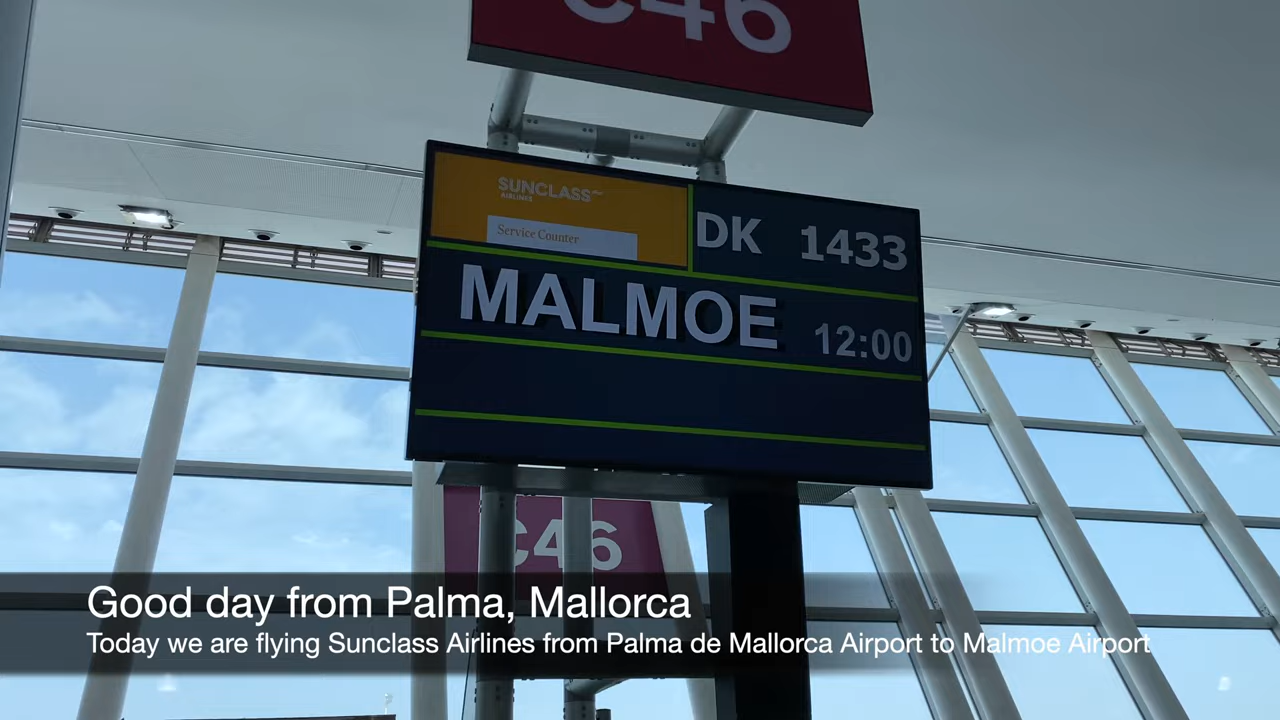 C46
SUNCLASS
AIRLINES
Service Counter
DK 1433
MALMOE 12:00
C46
Good day from Palma, Mallorca
Today we are flying Sunclass Airlines from Palma de Mallorca Airport to Malmoe Airport